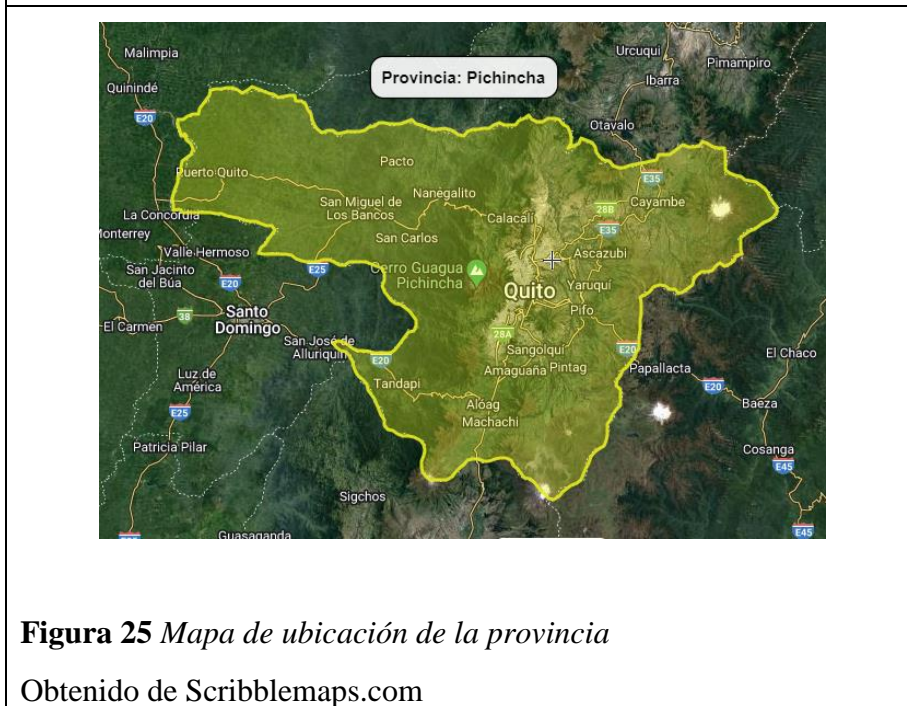 Malimpia
Urcuqui
Pimampiro
Provincia: Pichincha
Ibarra
Quinindé
E20
Otavalo
Pacto
E35
Puerto Quito
Nanegalito
Cayambe
San Miguel de
Los Bancos
28B
La Concordia
Calacalí
E35
Monterrey
San Carlos
Valle Hermoso
Ascazubi
San Jacinto
del Búa
E25
Cerro Guagua
Pichincha
E20
Quito
Yaruquí
Pifo
Santo
Domingo
38
El Carmen
28A
San José de
Alluriquin
Sangolquí
E20
El Chaco
E20
Amaguaña
Pintag
Papallacta
Luz de
América
Tandapi
E20
E25
Aloag
Baeza
Machachi
Patricia Pilar
Cosanga
E45
Sigchos
Guasaganda
E45
Figura 25 Mapa de ubicación de la provincia
Obtenido de Scribblemaps.com